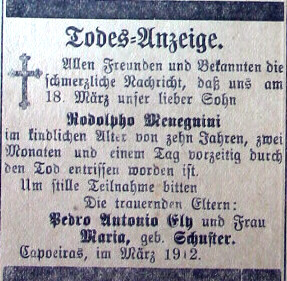 Todes-Anzeige.
Allen Freunden und Bekannten die
schmerzliche Nachricht, daß uns am
18. März unser lieber Sohn
Rodolpho Menegnini
im kindlichen Alter von zehn Jahren, zwei
Monaten und einem Tag vorzeitig durch
den Tod entrissen worden ist.
Um stille Teilnahme bitten
Die trauernden Eltern:
Pedro Antonio Ely und Frau
Maria, geb. Schuster.
Capoeiras, im März 1912.